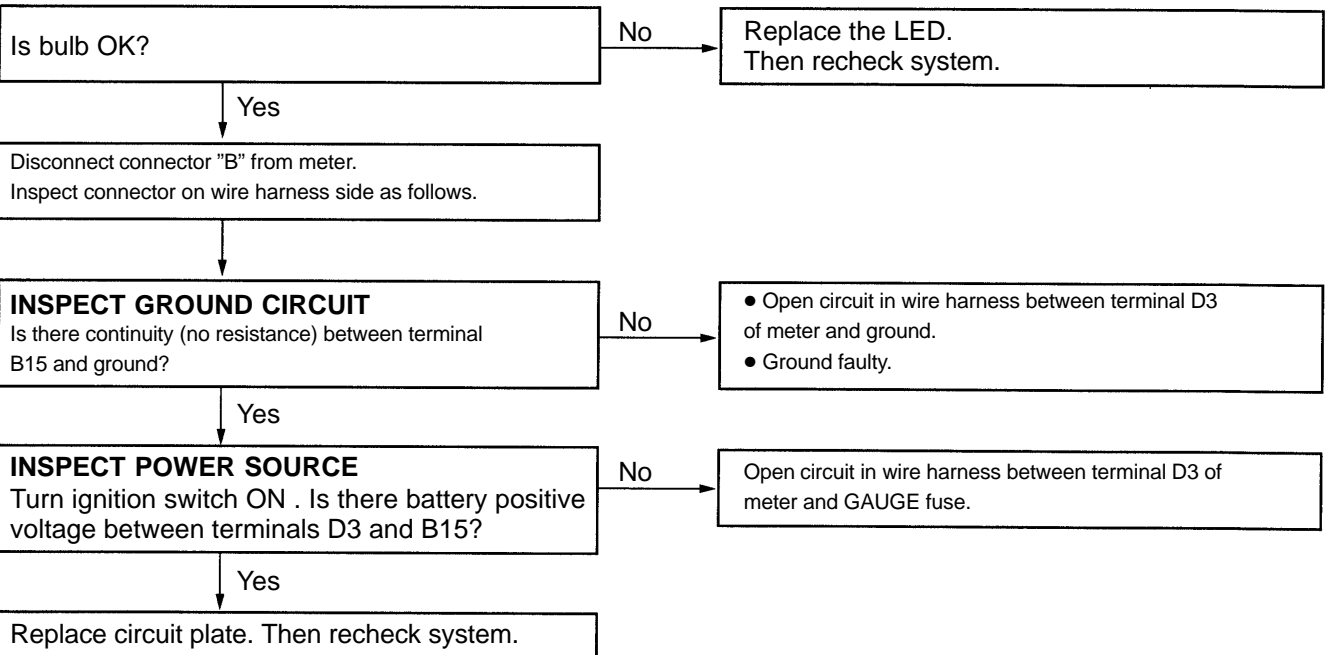 Is bulb OK?
No
Replace the LED.
Then recheck system.
Yes
Disconnect connector ”B” from meter.
Inspect connector on wire harness side as follows.
INSPECT GROUND CIRCUIT
Is there continuity (no resistance) between terminal
B15 and ground?
No
● Open circuit in wire harness between terminal D3
of meter and ground.
● Ground faulty.
Yes
INSPECT POWER SOURCE
Turn ignition switch ON . Is there battery positive
voltage between terminals D3 and B15?
No
Open circuit in wire harness between terminal D3 of
meter and GAUGE fuse.
Yes
Replace circuit plate. Then recheck system.